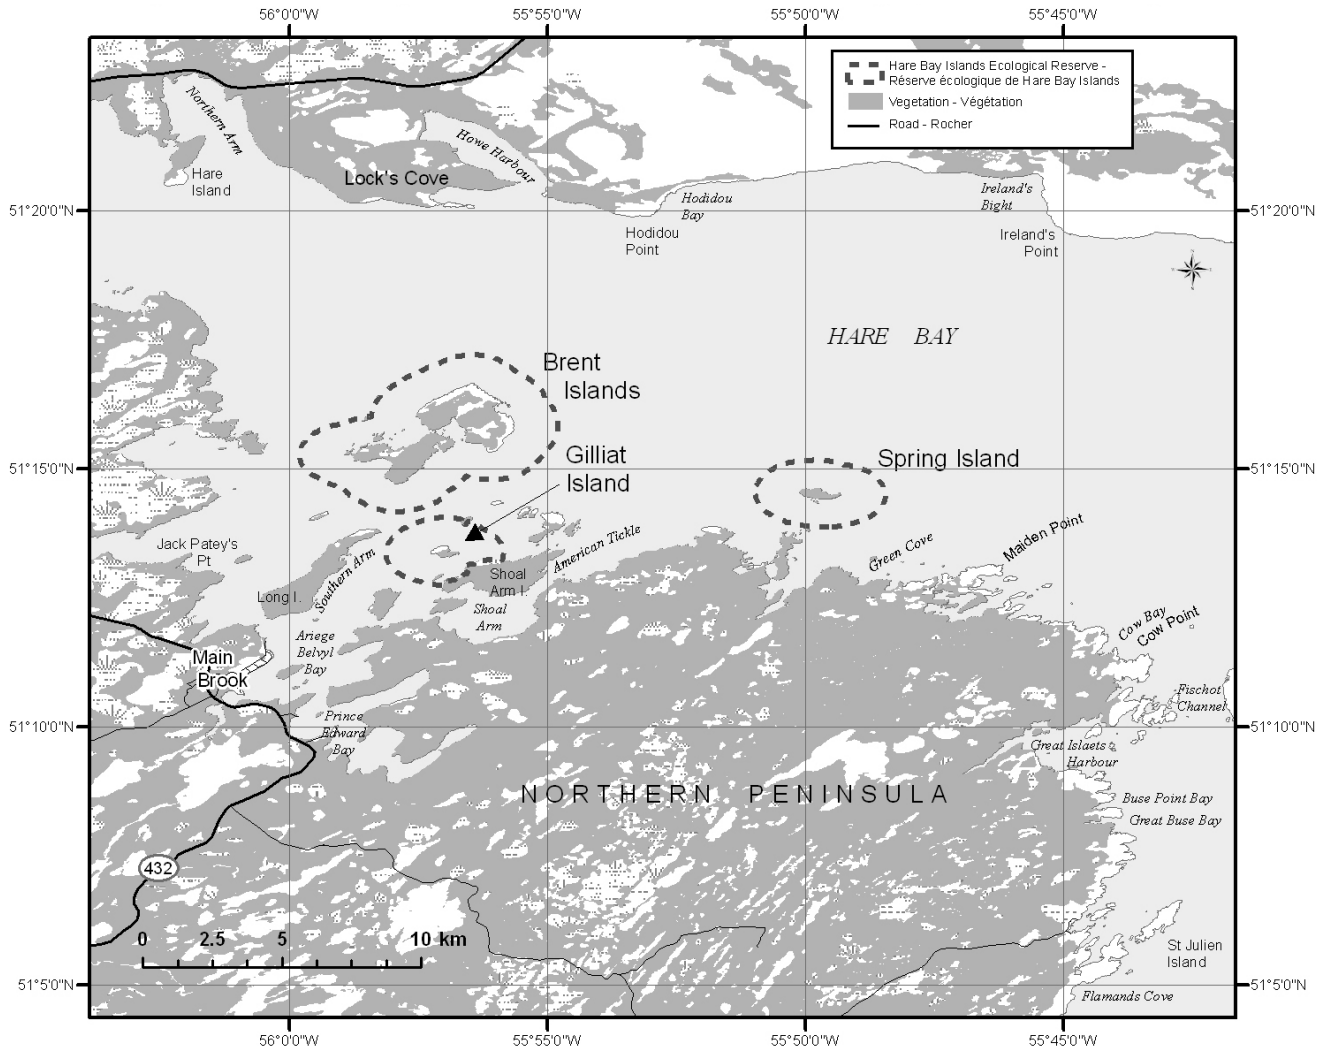 56°0'0"W
55°55'0"W
55°50'0"W
55°45'0"W
Hare Bay Islands Ecological Reserve -
Réserve écologique de Hare Bay Islands
Vegetation - Végétation
Road - Rocher
Northern Arm
Howe Harbour
Hare
Island
Lock's Cove
Hodidou
Bay
Ireland's
Bight
51°20'0"N
51°20'0"N
Hodidou
Point
Ireland's
Point
HARE BAY
Brent
Islands
Gilliat
Island
Spring Island
51°15'0"N
51°15'0"N
Jack Patey's
Pt
Southern Arm
American Tickle
Green Cove
Maiden Point
Long I.
Shoal
Arm I.
Shoal
Arm
Cow Bay
Cow Point
Ariege
Belvyl
Bay
Main
Brook
Fischot
Channel
Prince
Edward
Bay
51°10'0"N
51°10'0"N
Great Islaets
Harbour
NORTHERN PENINSULA
Buse Point Bay
Great Buse Bay
432
0 2.5 5 10 km
St Julien
Island
51°5'0"N
51°5'0"N
Flamands Cove
56°0'0"W
55°55'0"W
55°50'0"W
55°45'0"W